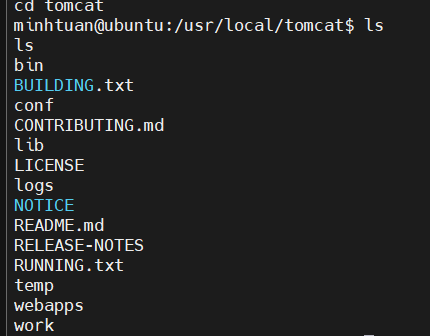 cd tomcat
minhtuan@ubuntu:/usr/local/tomcat$ ls
ls
bin
BUILDING.txt
conf
CONTRIBUTING.md
lib
LICENSE
logs
NOTICE
README.md
RELEASE-NOTES
RUNNING.txt
temp
webapps
work